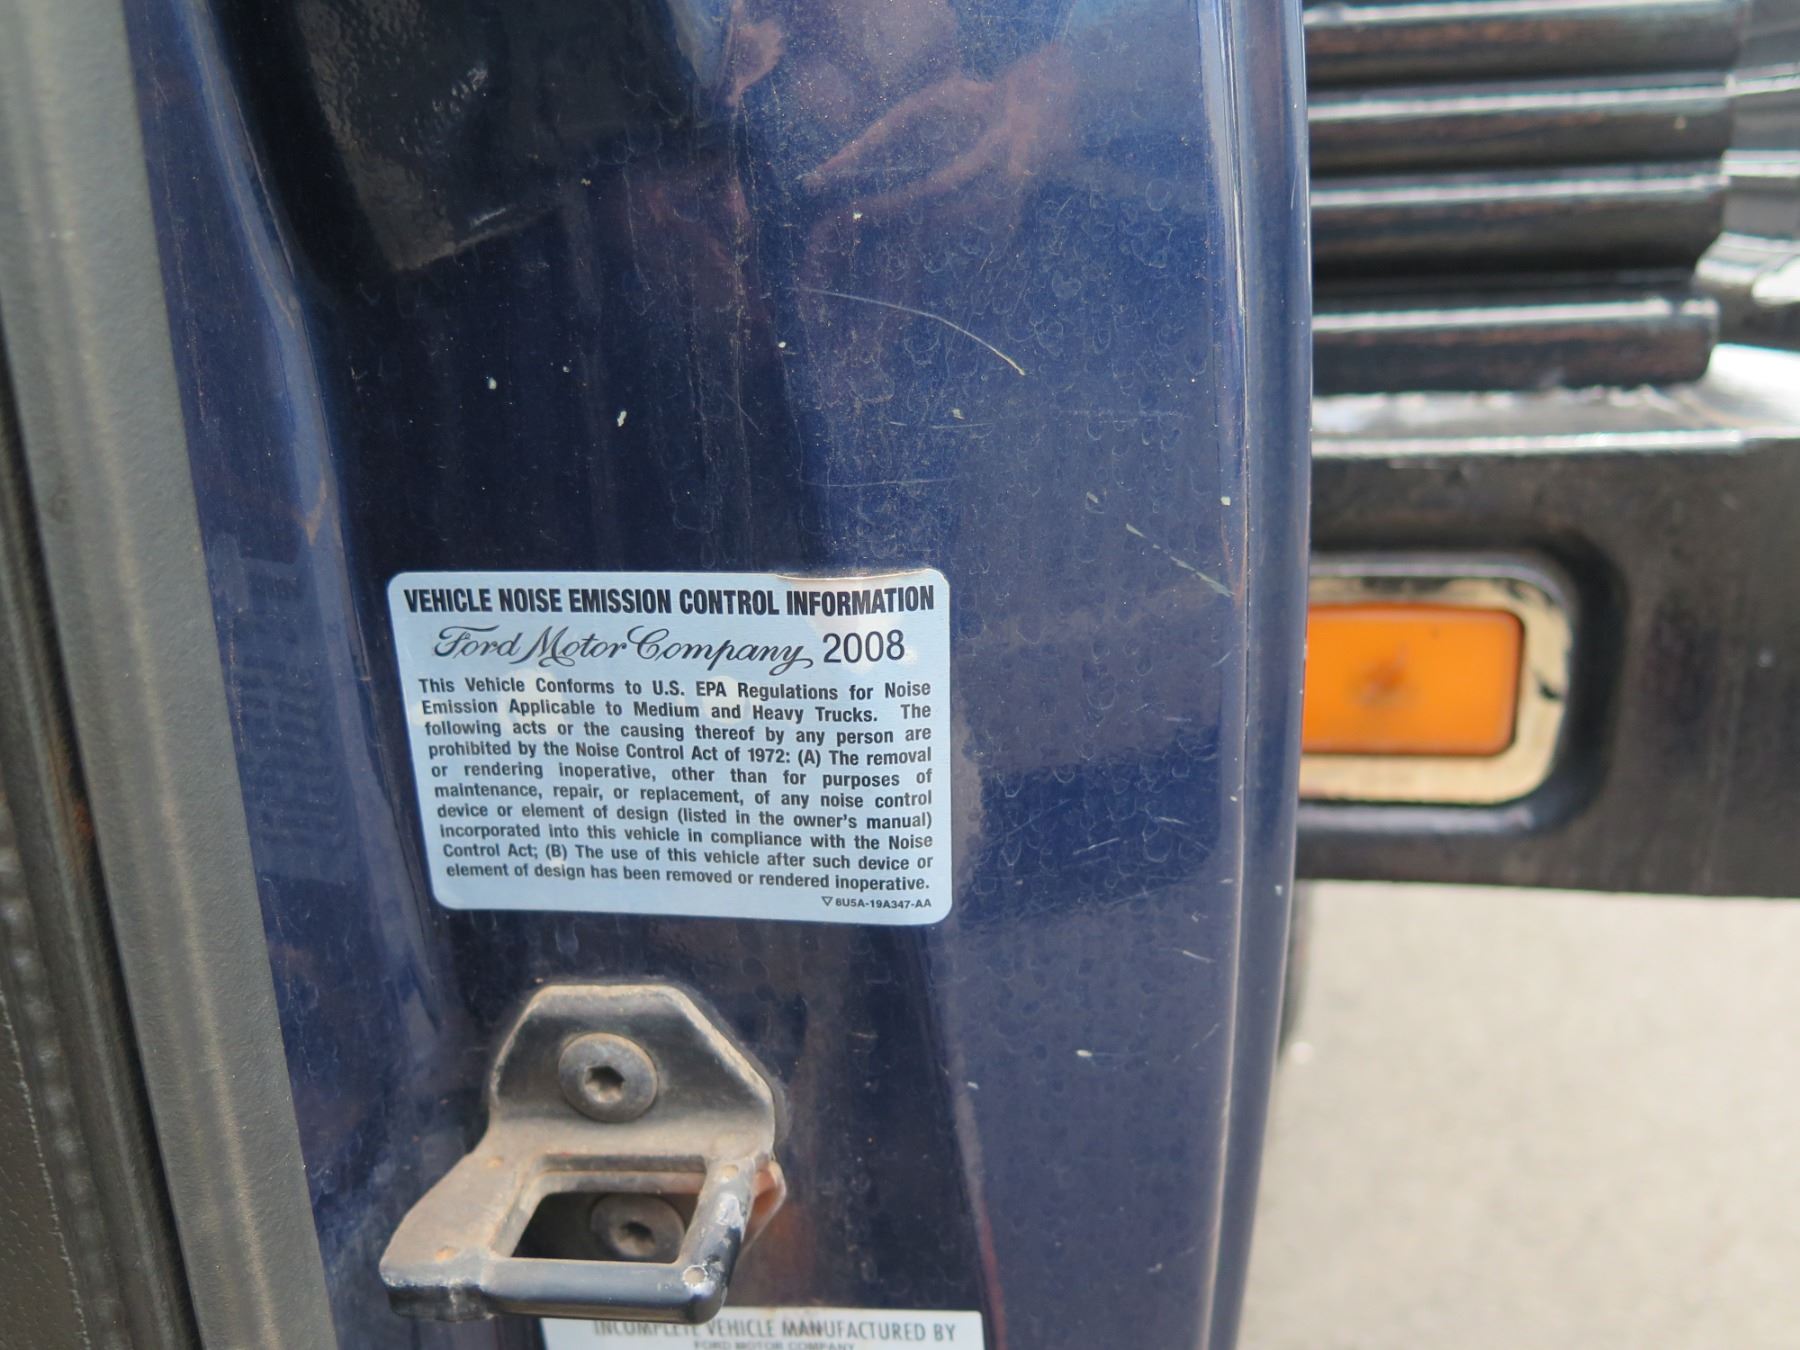 VEHICLE NOISE EMISSION CONTROL INFORMATION
Ford Motor Company 2008
This Vehicle Conforms to U.S. EPA Regulations for Noise
Emission Applicable to Medium and Heavy Trucks. The
following acts or the causing thereof by any person are
prohibited by the Noise Control Act of 1972: (A) The removal
or rendering inoperative, other than for purposes of
maintenance, repair, or replacement, of any noise control
device or element of design (listed in the owner's manual)
incorporated into this vehicle in compliance with the Noise
Control Act; (B) The use of this vehicle after such device or
element of design has been removed or rendered inoperative.
▽ 8U5A-19A347-AA
INCOMPLETE VEHICLE MANUFACTURED BY
FORD MOTOR COMPANY